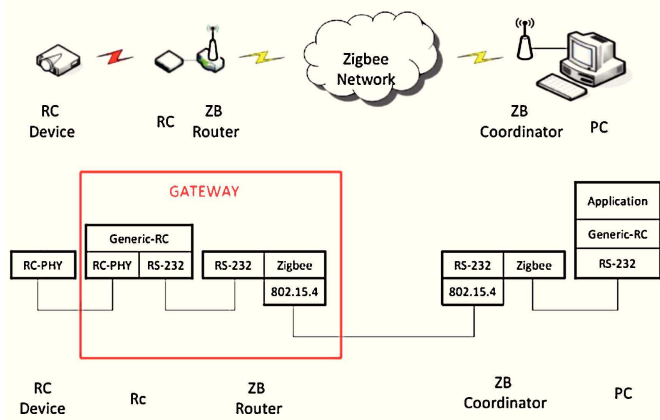 Zigbee
Network
RC
Device
RC
ZB
Router
ZB
Coordinator
PC
GATEWAY
Application
Generic-RC
Generic-RC
RC-PHY
RC-PHY
RS-232
RS-232
Zigbee
RS-232
Zigbee
RS-232
802.15.4
802.15.4
RC
Device
Rc
ZB
Router
ZB
Coordinator
PC